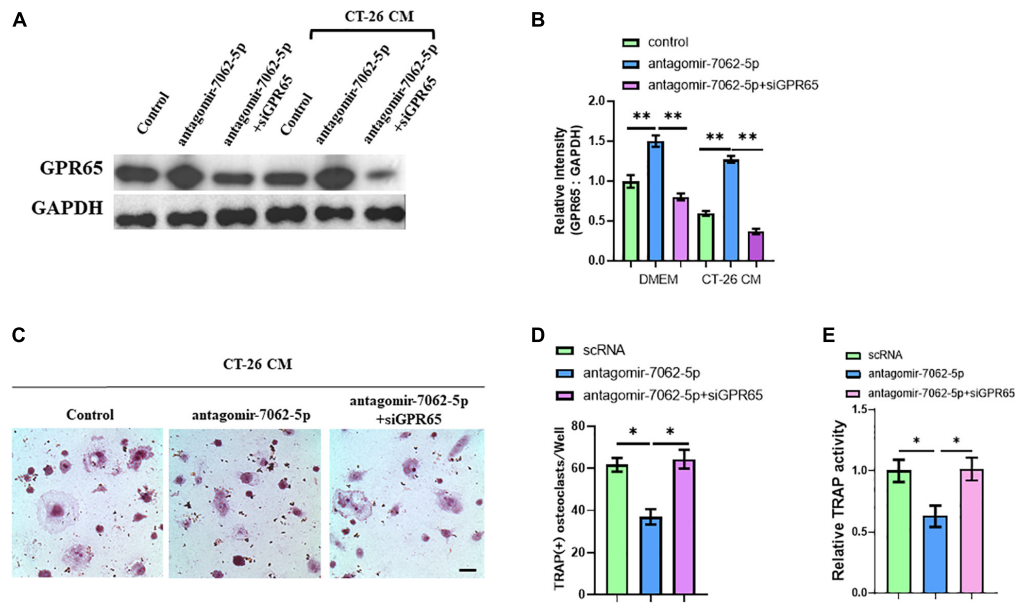 A
CT-26 CM
Control
antagomir-7062-5p
antagomir-7062-5p
+siGPR65
Control
antagomir-7062-5p
antagomir-7062-5p
+siGPR65
GPR65
GAPDH
B
control
antagomir-7062-5p
antagomir-7062-5p+siGPR65
Relative intensity
(GPR65 : GAPDH)
2.0
1.5
1.0
0.5
0.0
** ** ** **
DMEM CT-26 CM
C
CT-26 CM
Control
antagomir-7062-5p
antagomir-7062-5p
+siGPR65
D
scRNA
antagomir-7062-5p
antagomir-7062-5p+siGPR65
TRAP(+) osteoclasts/Well
80
60
40
20
0
* *
E
scRNA
antagomir-7062-5p
antagomir-7062-5p+siGPR65
Relative TRAP activity
1.5
1.0
0.5
0.0
* *